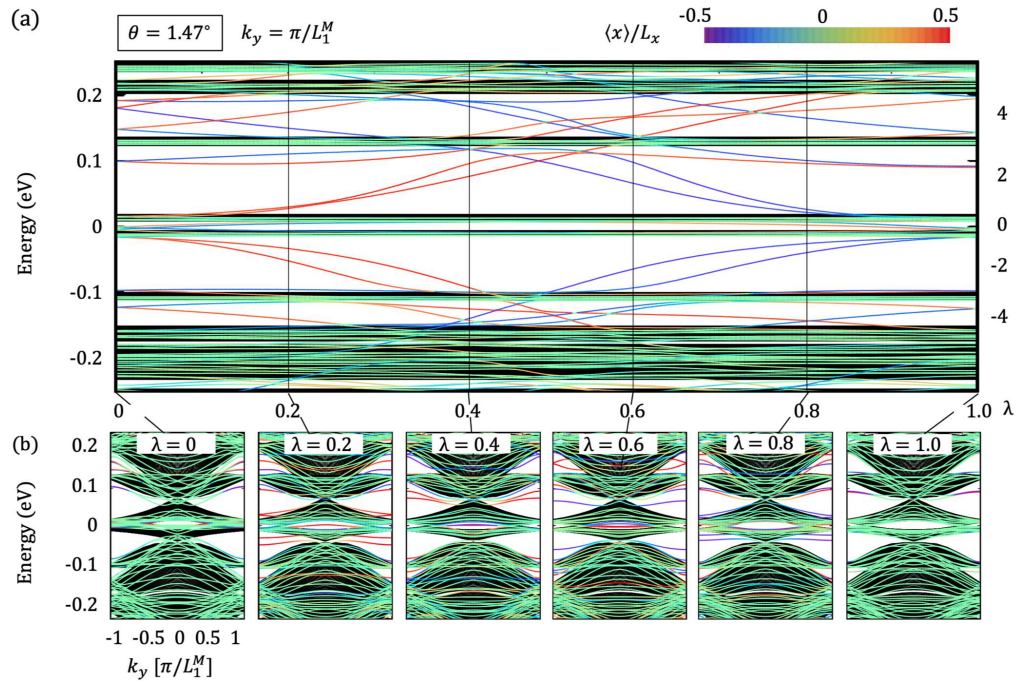 (a)
θ = 1.47° k_y = π/L_1^M ⟨x⟩/L_x -0.5 0 0.5
Energy (eV)
0.2
0.1
0
-0.1
-0.2
4
2
0
-2
-4
0 0.2 0.4 0.6 0.8 1.0 λ
(b)
λ = 0 λ = 0.2 λ = 0.4 λ = 0.6 λ = 0.8 λ = 1.0
Energy (eV)
0.2
0.1
0
-0.1
-0.2
-1 -0.5 0 0.5 1
k_y [π/L_1^M]